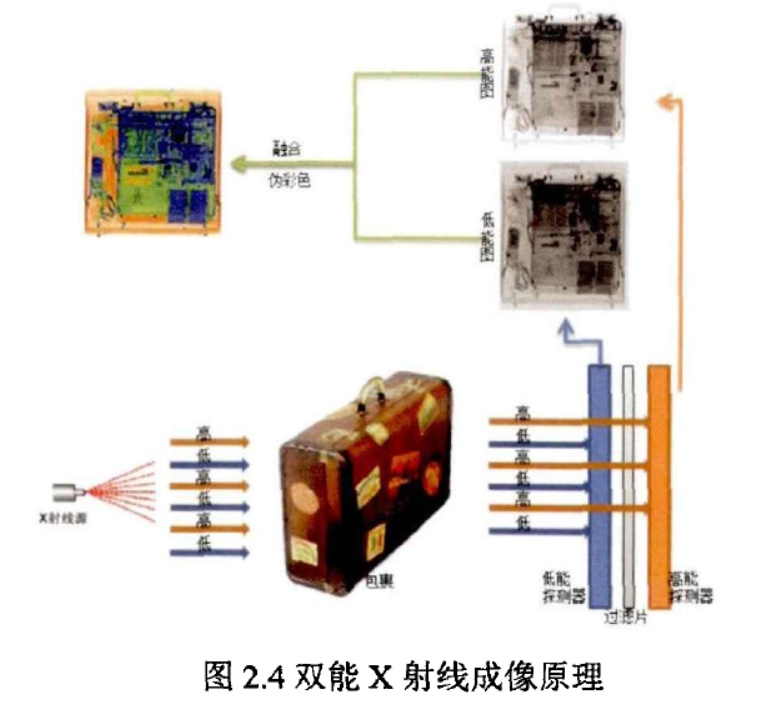 高
能
图
融合
伪彩色
低
能
图
高
低
高
低
高
低
X射线源
包裹
高
低
高
低
高
低
低能
探测器
过滤片
高能
探测器
图 2.4 双能 X 射线成像原理